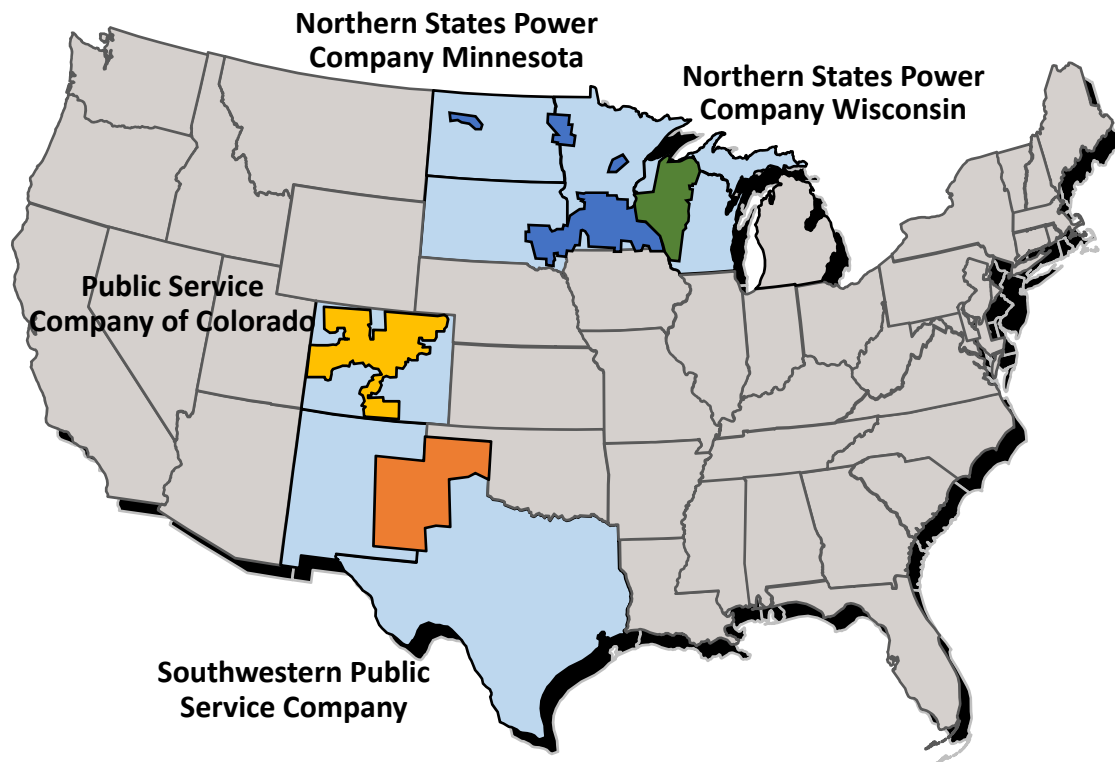 Northern States Power
Company Minnesota
Northern States Power
Company Wisconsin
Public Service
Company of Colorado
Southwestern Public
Service Company